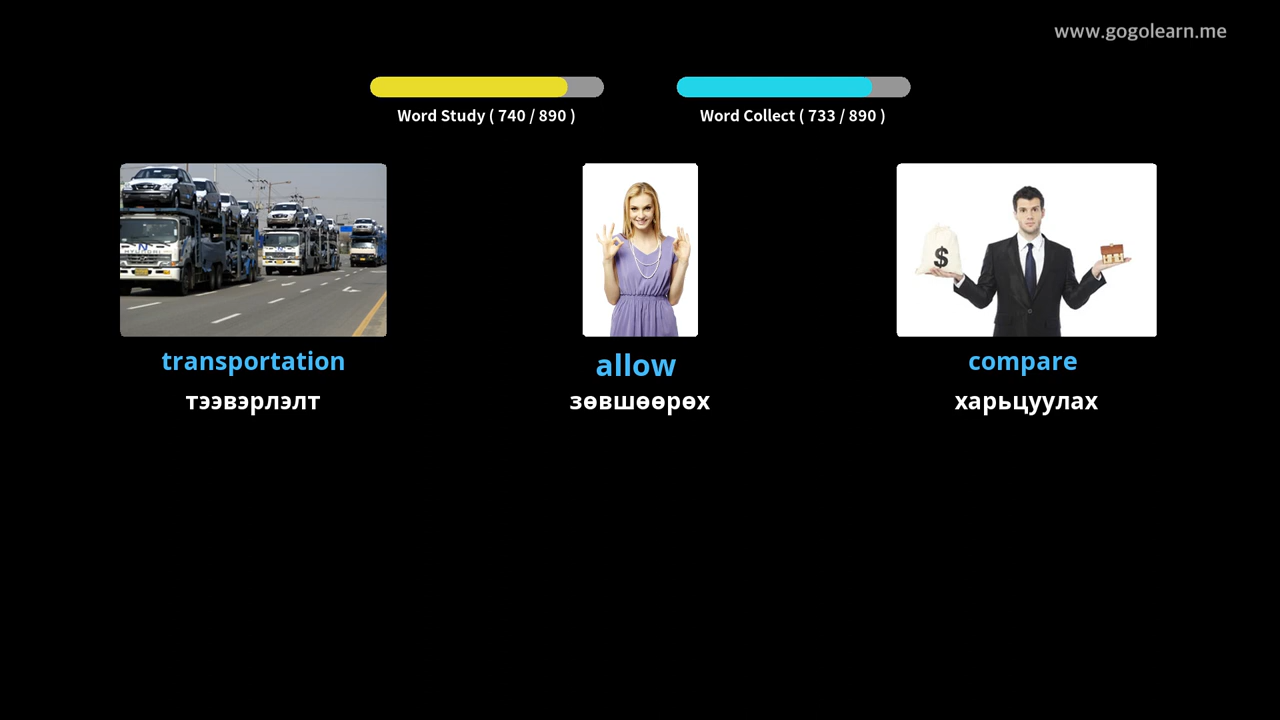 www.gogolearn.me
Word Study ( 740 / 890 )
Word Collect ( 733 / 890 )
transportation
allow
compare
тээвэрлэлт
зөвшөөрөх
харьцуулах
$